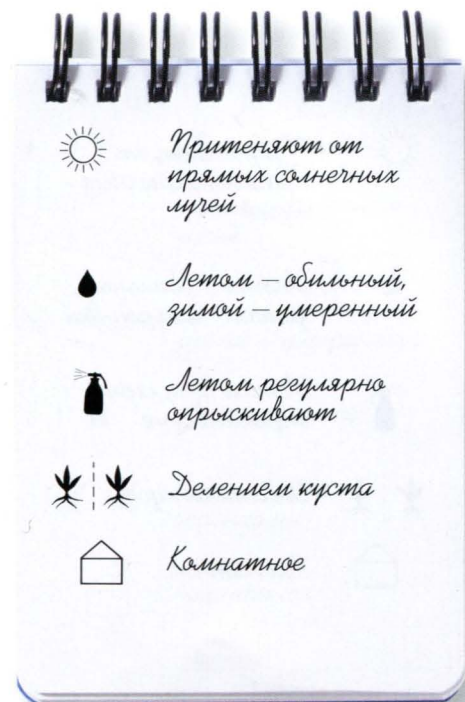 Притеняют от
прямых солнечных
лучей
Летом – обильный,
зимой – умеренный
Летом регулярно
опрыскивают
Делением куста
Комнатное